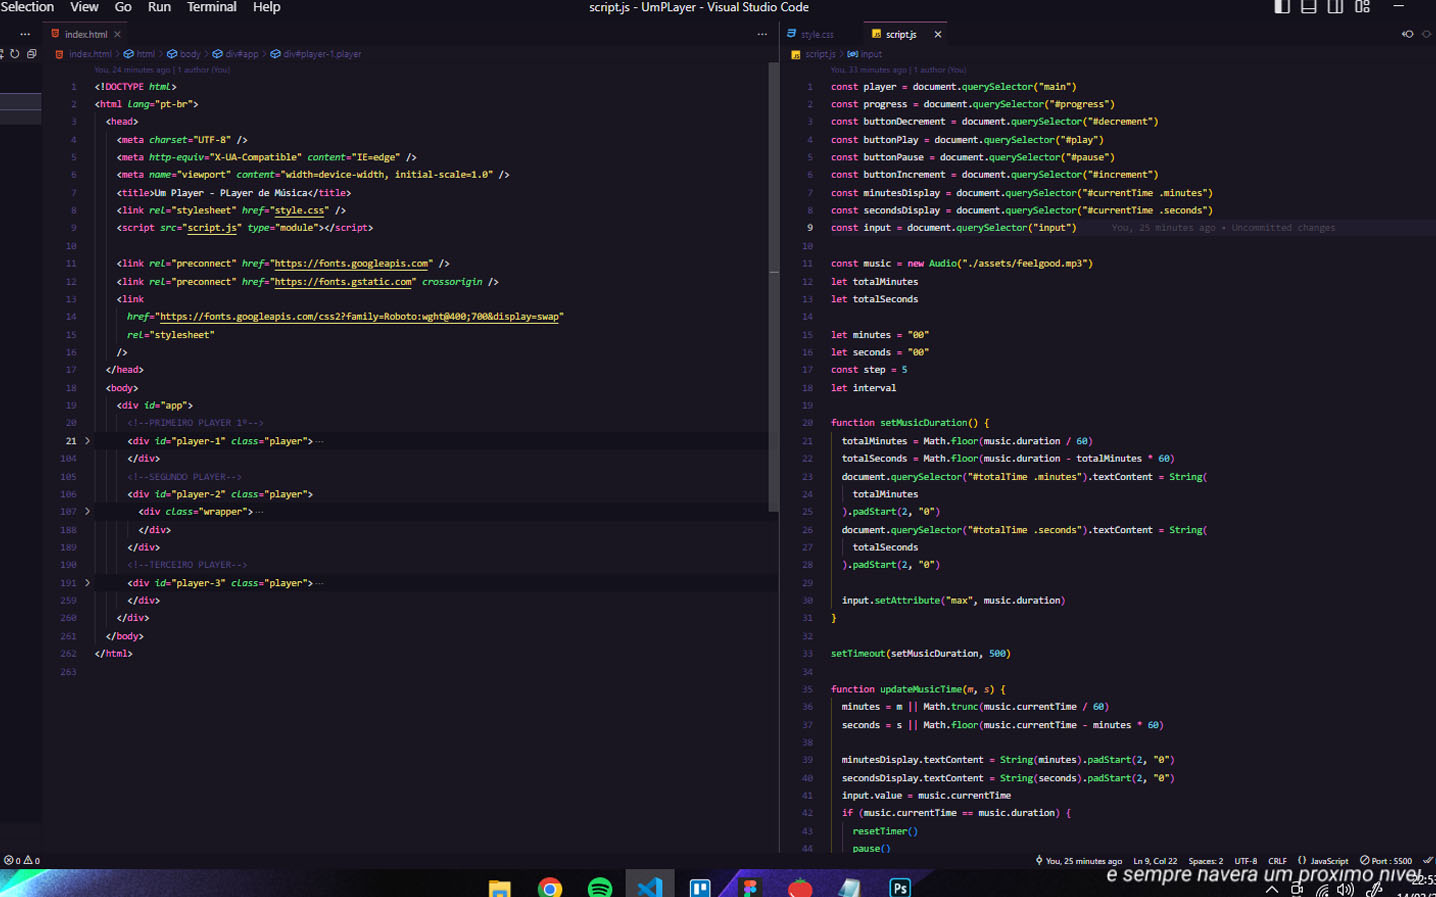 Selection View Go Run Terminal Help script.js - UmPLayer - Visual Studio Code
index.html
style.css script.js
index.html > html > body > div#app > div#player-1.player
script.js > input
You, 24 minutes ago | 1 author (You)
1 <!DOCTYPE html>
2 <html lang="pt-br">
3 <head>
4 <meta charset="UTF-8" />
5 <meta http-equiv="X-UA-Compatible" content="IE=edge" />
6 <meta name="viewport" content="width=device-width, initial-scale=1.0" />
7 <title>Um Player - PLayer de Música</title>
8 <link rel="stylesheet" href="style.css" />
9 <script src="script.js" type="module"></script>
10
11 <link rel="preconnect" href="https://fonts.googleapis.com" />
12 <link rel="preconnect" href="https://fonts.gstatic.com" crossorigin />
13 <link
14 href="https://fonts.googleapis.com/css2?family=Roboto:wght@400;700&display=swap"
15 rel="stylesheet"
16 />
17 </head>
18 <body>
19 <div id="app">
20 <!--PRIMEIRO PLAYER 1º-->
21 <div id="player-1" class="player">...
104 </div>
105 <!--SEGUNDO PLAYER-->
106 <div id="player-2" class="player">
107 <div class="wrapper">...
188 </div>
189 </div>
190 <!--TERCEIRO PLAYER-->
191 <div id="player-3" class="player">...
259 </div>
260 </div>
261 </body>
262 </html>
263
You, 33 minutes ago | 1 author (You)
1 const player = document.querySelector("main")
2 const progress = document.querySelector("#progress")
3 const buttonDecrement = document.querySelector("#decrement")
4 const buttonPlay = document.querySelector("#play")
5 const buttonPause = document.querySelector("#pause")
6 const buttonIncrement = document.querySelector("#increment")
7 const minutesDisplay = document.querySelector("#currentTime .minutes")
8 const secondsDisplay = document.querySelector("#currentTime .seconds")
9 const input = document.querySelector("input") You, 25 minutes ago • Uncommitted changes
10
11 const music = new Audio("./assets/feelgood.mp3")
12 let totalMinutes
13 let totalSeconds
14
15 let minutes = "00"
16 let seconds = "00"
17 const step = 5
18 let interval
19
20 function setMusicDuration() {
21 totalMinutes = Math.floor(music.duration / 60)
22 totalSeconds = Math.floor(music.duration - totalMinutes * 60)
23 document.querySelector("#totalTime .minutes").textContent = String(
24 totalMinutes
25 ).padStart(2, "0")
26 document.querySelector("#totalTime .seconds").textContent = String(
27 totalSeconds
28 ).padStart(2, "0")
29
30 input.setAttribute("max", music.duration)
31 }
32
33 setTimeout(setMusicDuration, 500)
34
35 function updateMusicTime(m, s) {
36 minutes = m || Math.trunc(music.currentTime / 60)
37 seconds = s || Math.floor(music.currentTime - minutes * 60)
38
39 minutesDisplay.textContent = String(minutes).padStart(2, "0")
40 secondsDisplay.textContent = String(seconds).padStart(2, "0")
41 input.value = music.currentTime
42 if (music.currentTime == music.duration) {
43 resetTimer()
44 pause()
0 0 You, 25 minutes ago Ln 9, Col 22 Spaces: 2 UTF-8 CRLF {} JavaScript Port : 5500
e sempre navera um proximo nivel
Ps